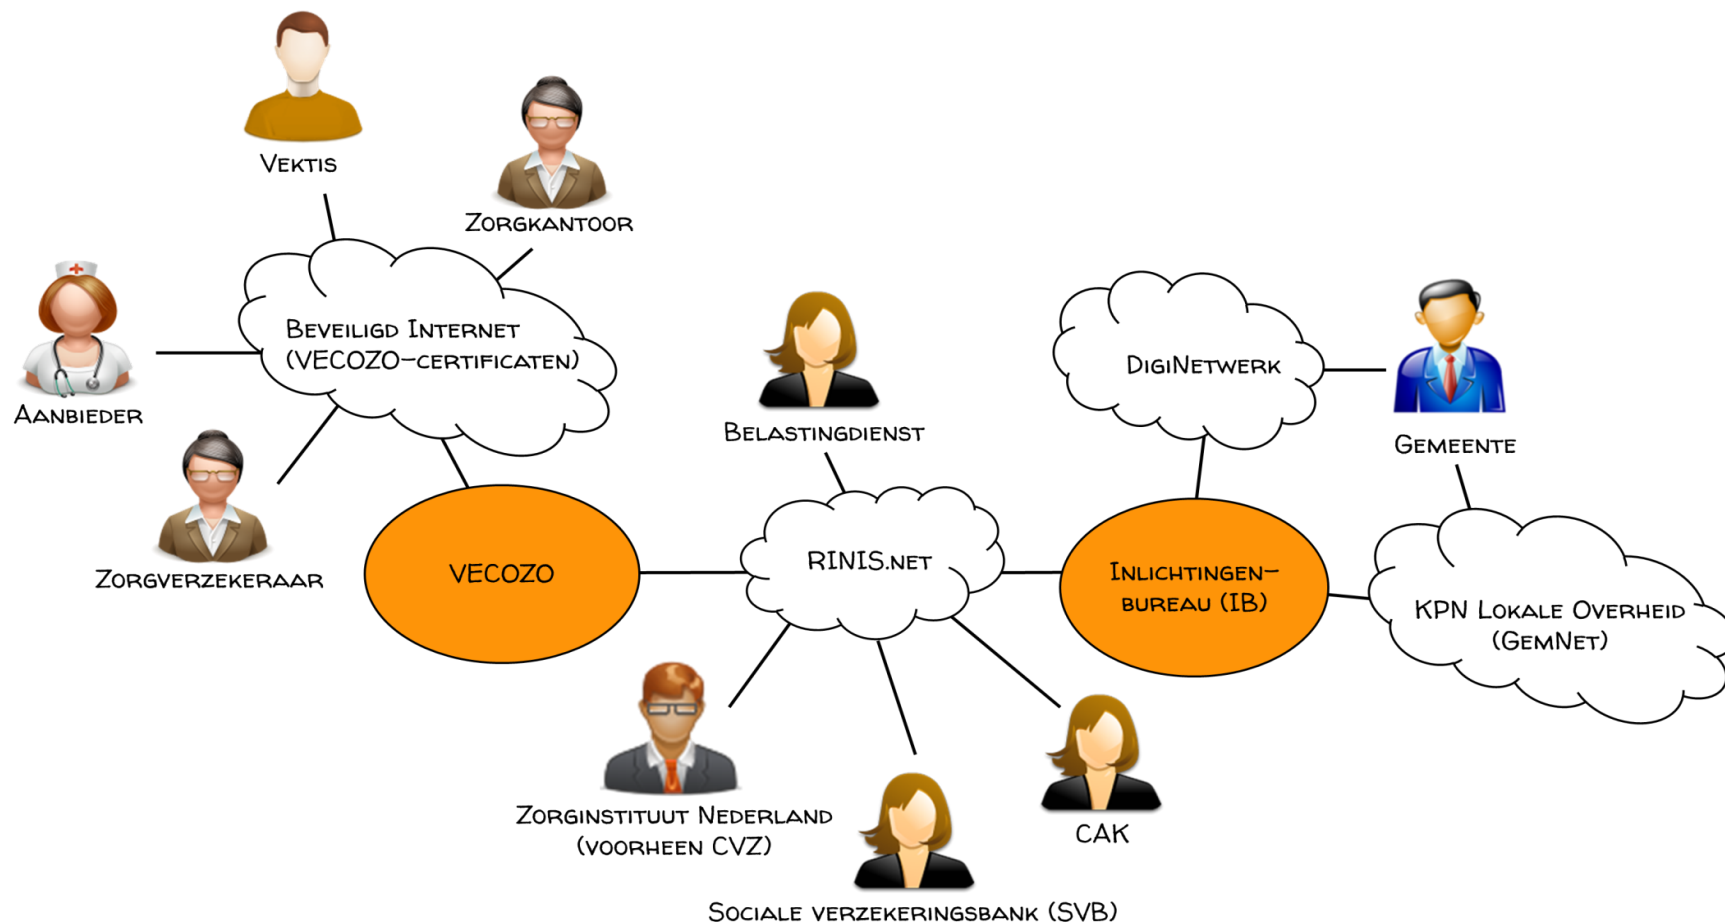 Vektis
Zorgkantoor
Beveiligd Internet
(VECOZO-certificaten)
Aanbieder
Zorgverzekeraar
VECOZO
Belastingdienst
RINIS.net
DigiNetwerk
Gemeente
Inlichtingen-
bureau (IB)
KPN Lokale Overheid
(GemNet)
Zorginstituut Nederland
(voorheen CVZ)
CAK
Sociale verzekeringsbank (SVB)